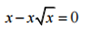 x − x√x = 0